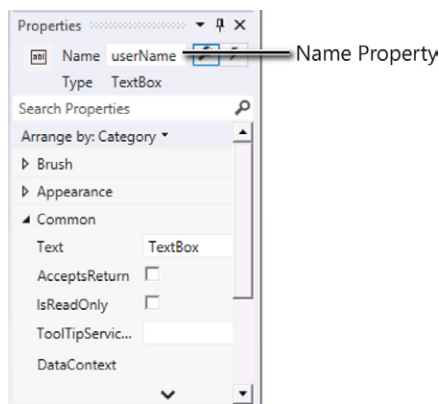 Properties
abl Name userName Name Property
Type TextBox
Search Properties
Arrange by: Category
Brush
Appearance
Common
Text TextBox
AcceptsReturn
IsReadOnly
ToolTipServic...
DataContext